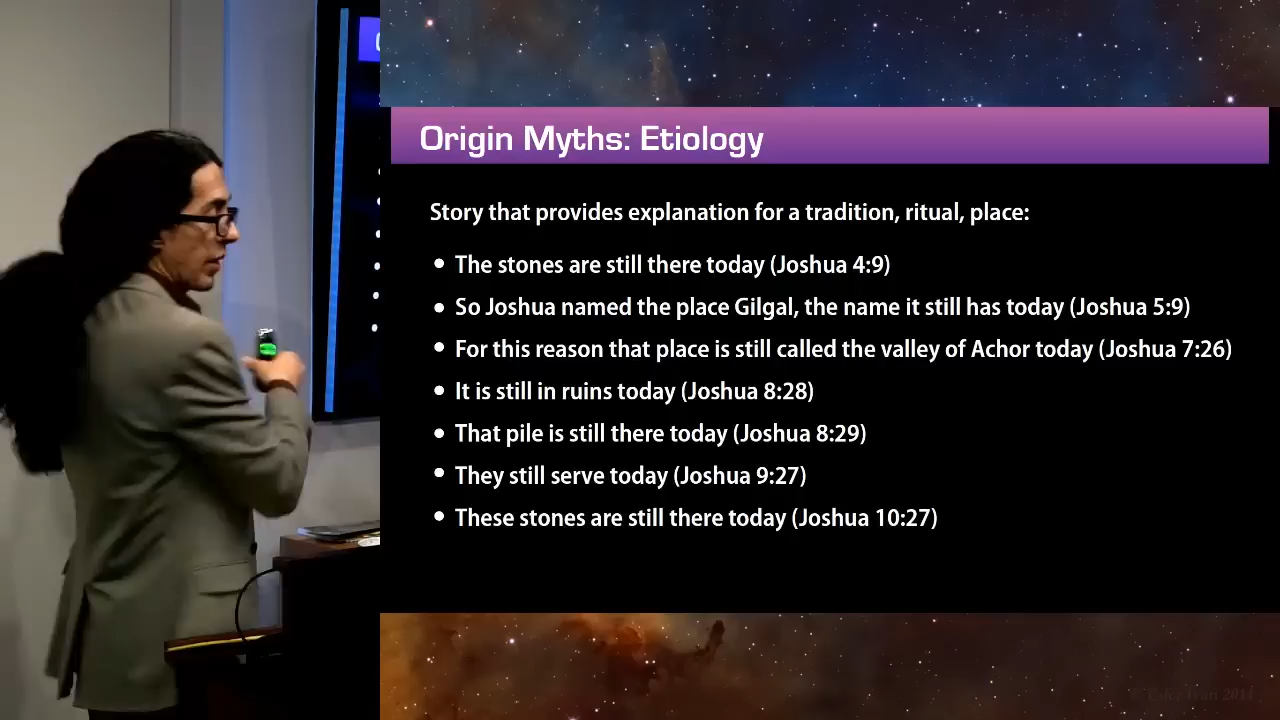 Origin Myths: Etiology
Story that provides explanation for a tradition, ritual, place:
• The stones are still there today (Joshua 4:9)
• So Joshua named the place Gilgal, the name it still has today (Joshua 5:9)
• For this reason that place is still called the valley of Achor today (Joshua 7:26)
• It is still in ruins today (Joshua 8:28)
• That pile is still there today (Joshua 8:29)
• They still serve today (Joshua 9:27)
• These stones are still there today (Joshua 10:27)